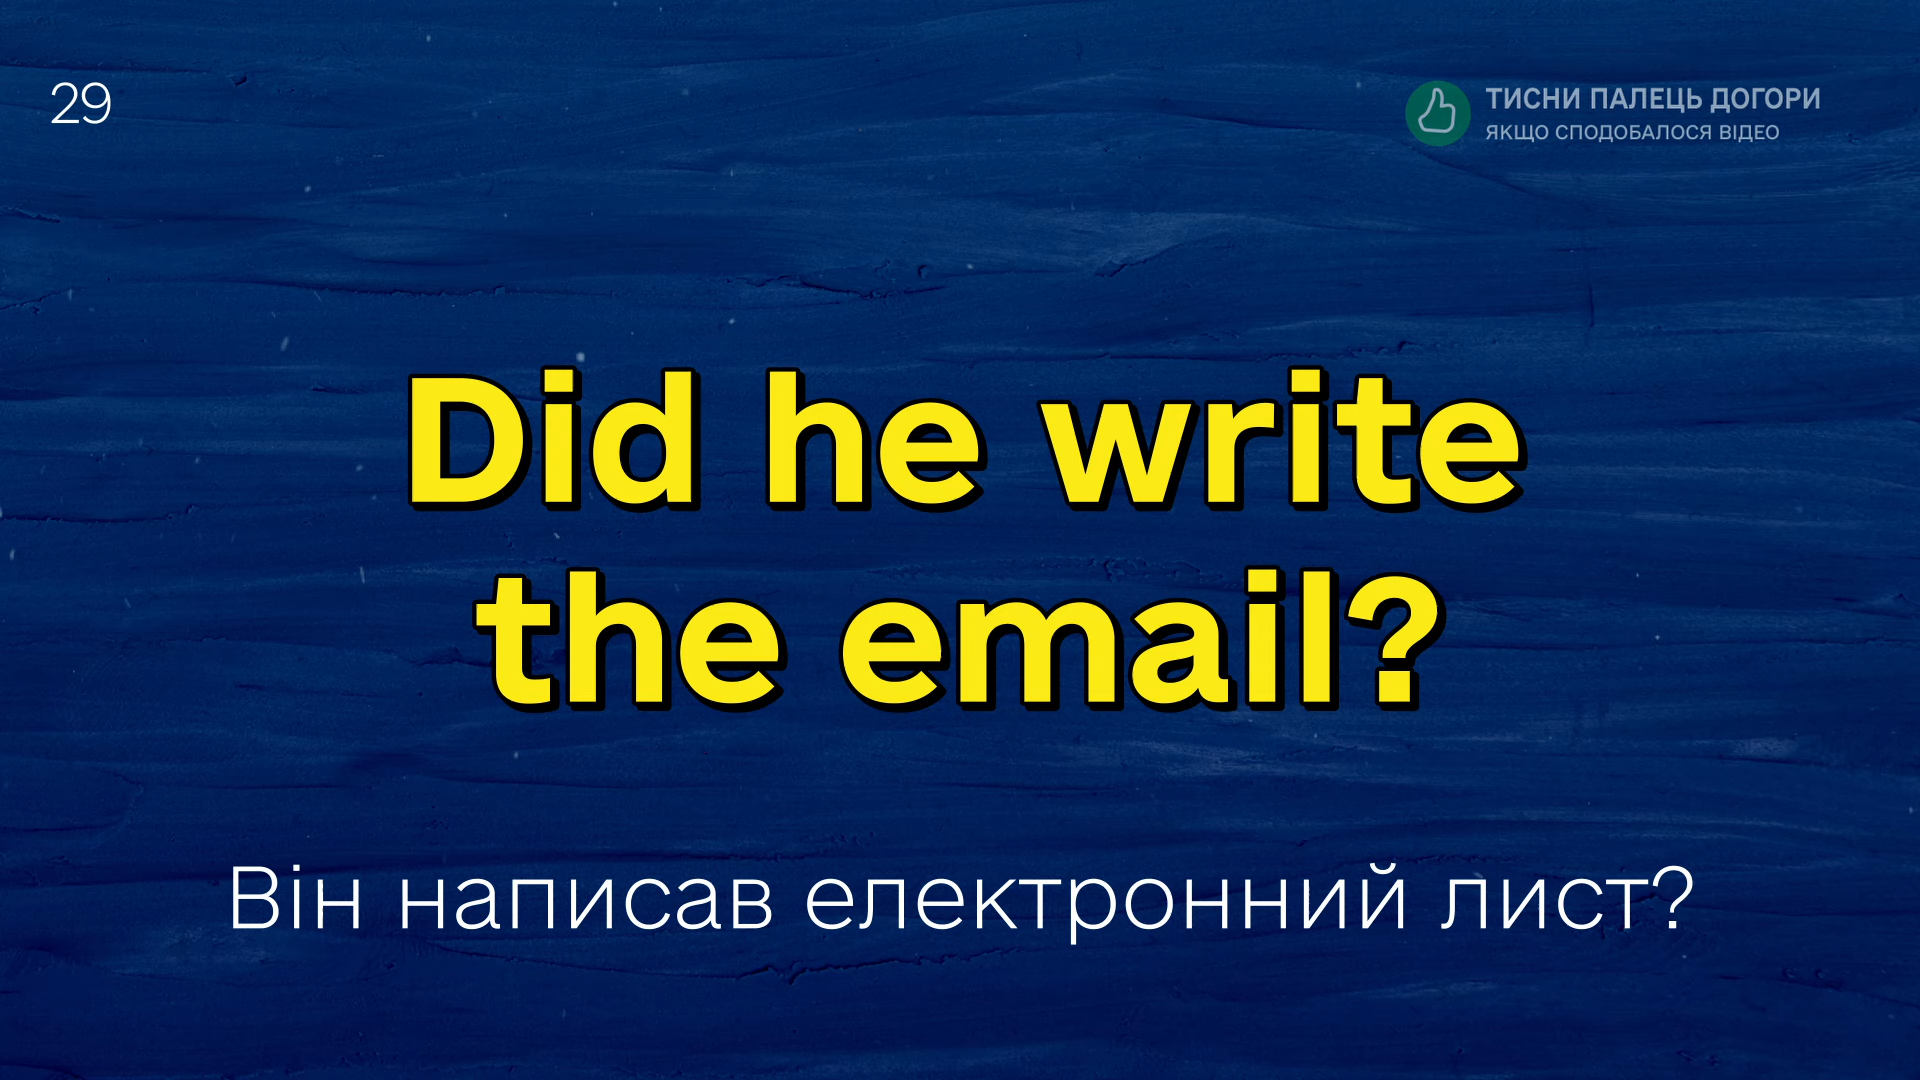 29
ТИСНИ ПАЛЕЦЬ ДОГОРИ
ЯКЩО СПОДОБАЛОСЯ ВІДЕО
Did he write
the email?
Він написав електронний лист?